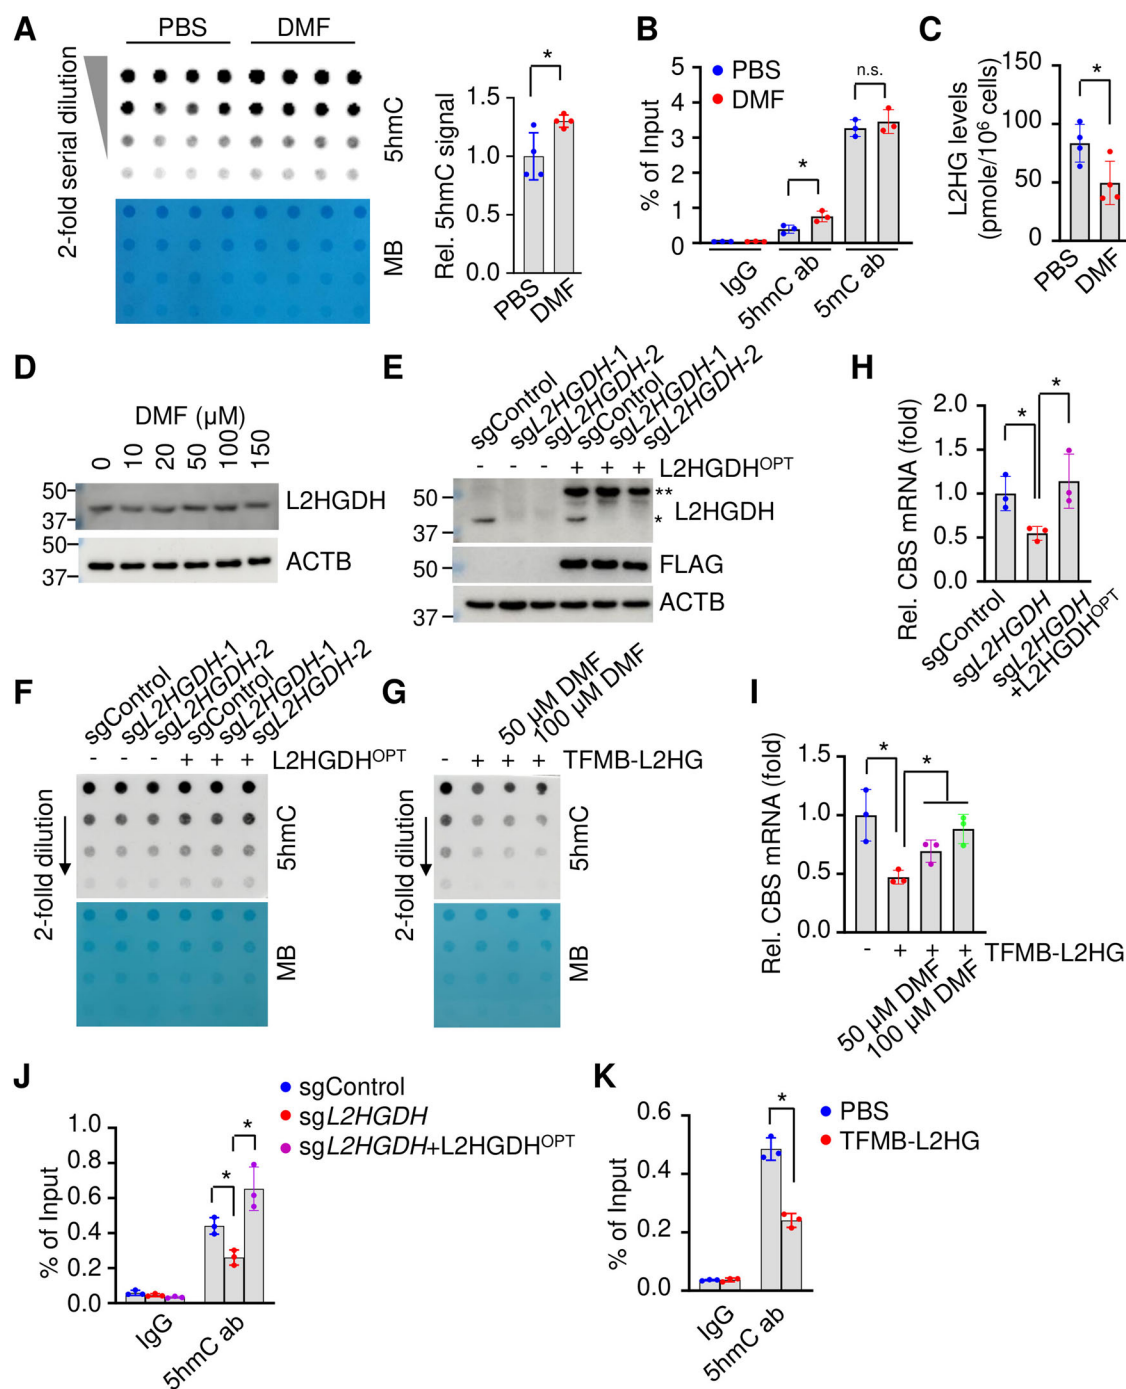 A
PBS
DMF
2-fold serial dilution
5hmC
MB
Rel. 5hmC signal
1.5
1.0
0.5
0.0
*
PBS
DMF
B
% of Input
5
4
3
2
1
0
PBS
DMF
*
n.s.
IgG
5hmC ab
5mC ab
C
L2HG levels
(pmole/10⁶ cells)
150
100
50
0
*
PBS
DMF
D
DMF (µM)
0
10
20
50
100
150
50
37
L2HGDH
50
37
ACTB
E
sgControl
sgL2HGDH-1
sgL2HGDH-2
sgControl
sgL2HGDH-1
sgL2HGDH-2
- - - + + + L2HGDHᴼᴾᵀ
50
37
**
*
L2HGDH
50
FLAG
37
ACTB
H
Rel. CBS mRNA (fold)
2.0
1.5
1.0
0.5
0.0
*
*
sgControl
sgL2HGDH
sgL2HGDH
+L2HGDHᴼᴾᵀ
F
sgControl
sgL2HGDH-1
sgL2HGDH-2
sgControl
sgL2HGDH-1
sgL2HGDH-2
- - - + + + L2HGDHᴼᴾᵀ
2-folld dilution
5hmC
MB
G
50 µM DMF
100 µM DMF
- + + + TFMB-L2HG
2-fold dilution
5hmC
MB
I
Rel. CBS mRNA (fold)
1.5
1.0
0.5
0.0
*
*
- + + + TFMB-L2HG
50 µM DMF
100 µM DMF
J
sgControl
sgL2HGDH
sgL2HGDH+L2HGDHᴼᴾᵀ
% of Input
1.0
0.8
0.6
0.4
0.2
0.0
*
*
IgG
5hmC ab
K
PBS
TFMB-L2HG
% of Input
0.6
0.4
0.2
0.0
*
IgG
5hmC ab